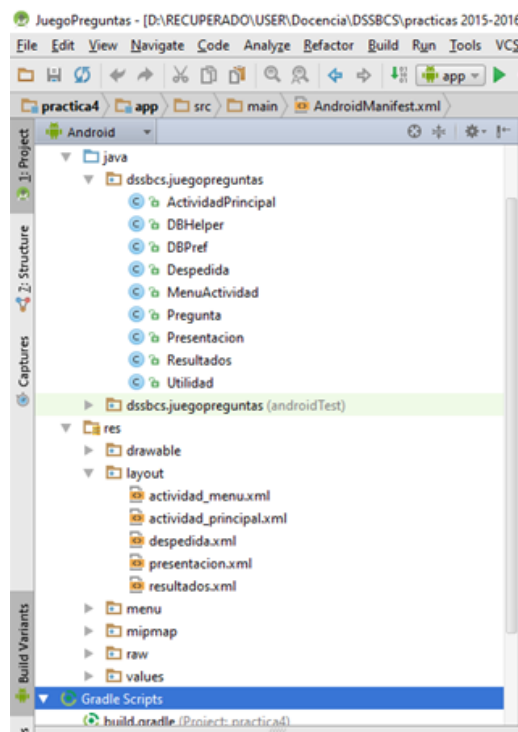 JuegoPreguntas - [D:\RECUPERADO\USER\Docencia\DSSBCS\practicas 2015-2016
File Edit View Navigate Code Analyze Refactor Build Run Tools VCS
app
practica4 app src main AndroidManifest.xml
Android
1: Project
java
dssbcs.juegopreguntas
ActividadPrincipal
DBHelper
DBPref
Despedida
MenuActividad
Pregunta
Presentacion
Resultados
Utilidad
dssbcs.juegopreguntas (androidTest)
res
drawable
layout
actividad_menu.xml
actividad_principal.xml
despedida.xml
presentacion.xml
resultados.xml
menu
mipmap
raw
values
Gradle Scripts
build.gradle (Project: practica4)
Z: Structure
Captures
Build Variants